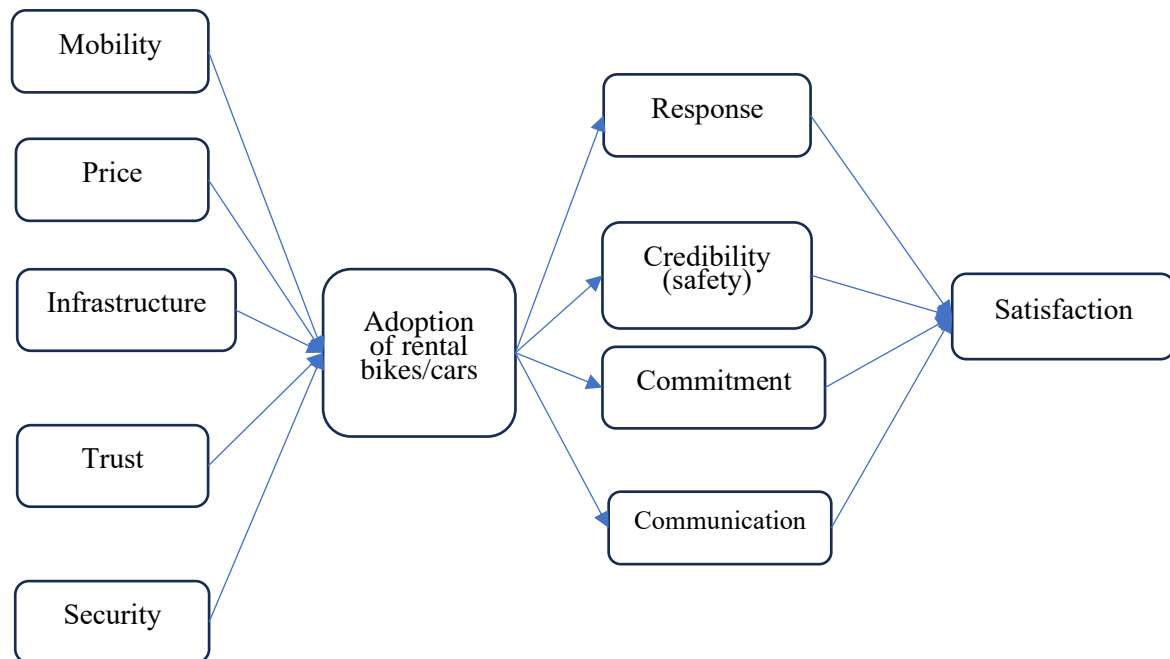 Mobility
Price
Infrastructure
Trust
Security
Adoption
of rental
bikes/cars
Response
Credibility
(safety)
Commitment
Communication
Satisfaction